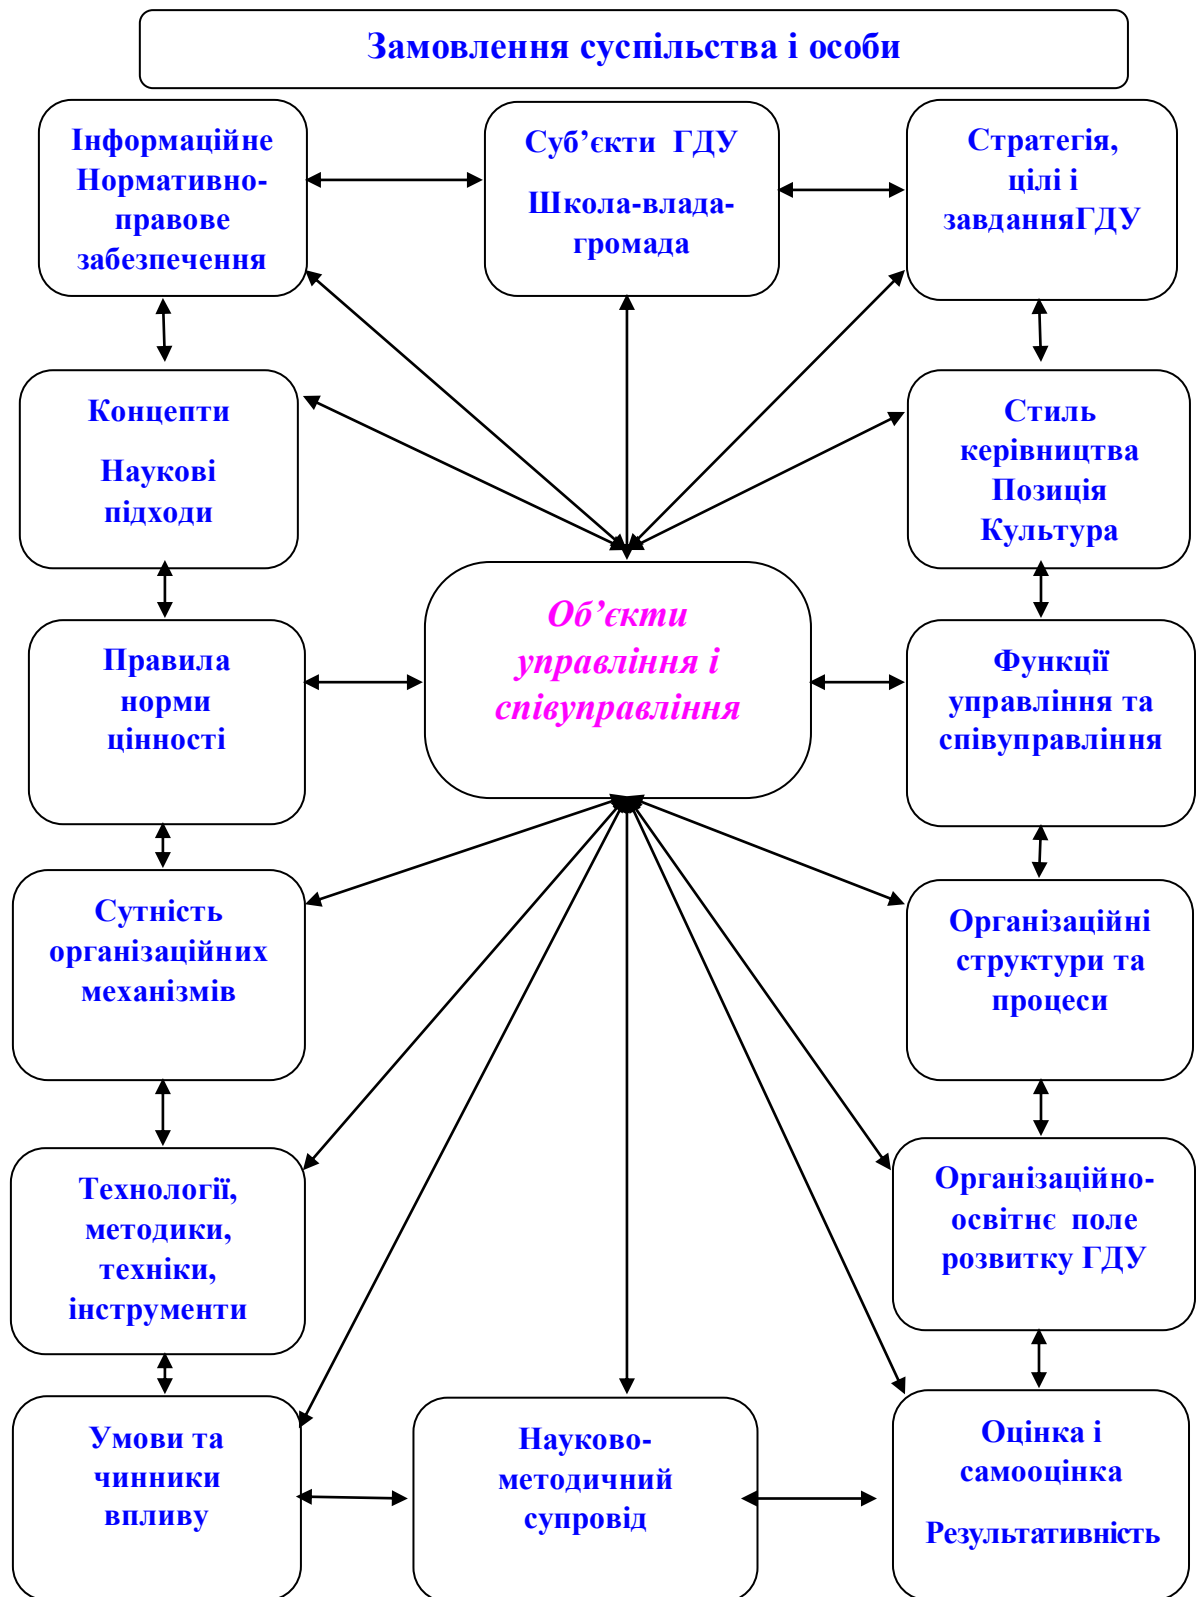 Замовлення суспільства і особи
Інформаційне
Нормативно-
правове
забезпечення
Суб’єкти ГДУ
Школа-влада-
громада
Стратегія,
цілі і
завданняГДУ
Концепти
Наукові
підходи
Стиль
керівництва
Позиція
Культура
Об’єкти
управління і
співуправління
Правила
норми
цінності
Функції
управління та
співуправління
Сутність
організаційних
механізмів
Організаційні
структури та
процеси
Технології,
методики,
техніки,
інструменти
Організаційно-
освітнє поле
розвитку ГДУ
Умови та
чинники
впливу
Науково-
методичний
супровід
Оцінка і
самооцінка
Результативність